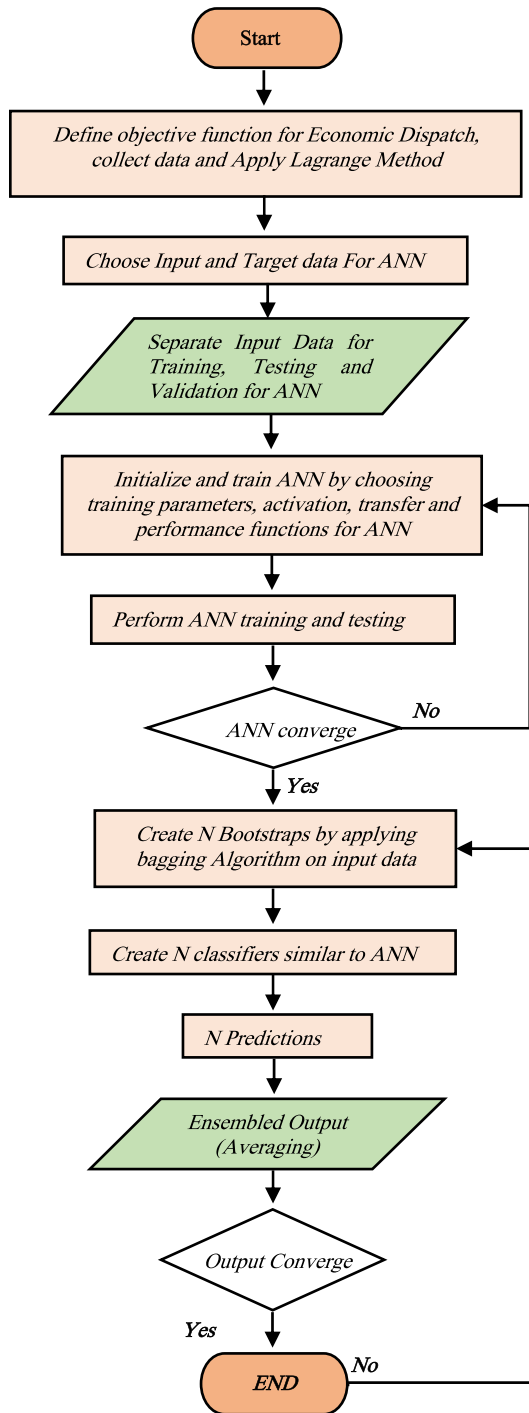 Start
Define objective function for Economic Dispatch,
collect data and Apply Lagrange Method
Choose Input and Target data For ANN
Separate Input Data for
Training, Testing and
Validation for ANN
Initialize and train ANN by choosing
training parameters, activation, transfer and
performance functions for ANN
Perform ANN training and testing
No
ANN converge
Yes
Create N Bootstraps by applying
bagging Algorithm on input data
Create N classifiers similar to ANN
N Predictions
Ensembled Output
(Averaging)
Output Converge
Yes
No
END